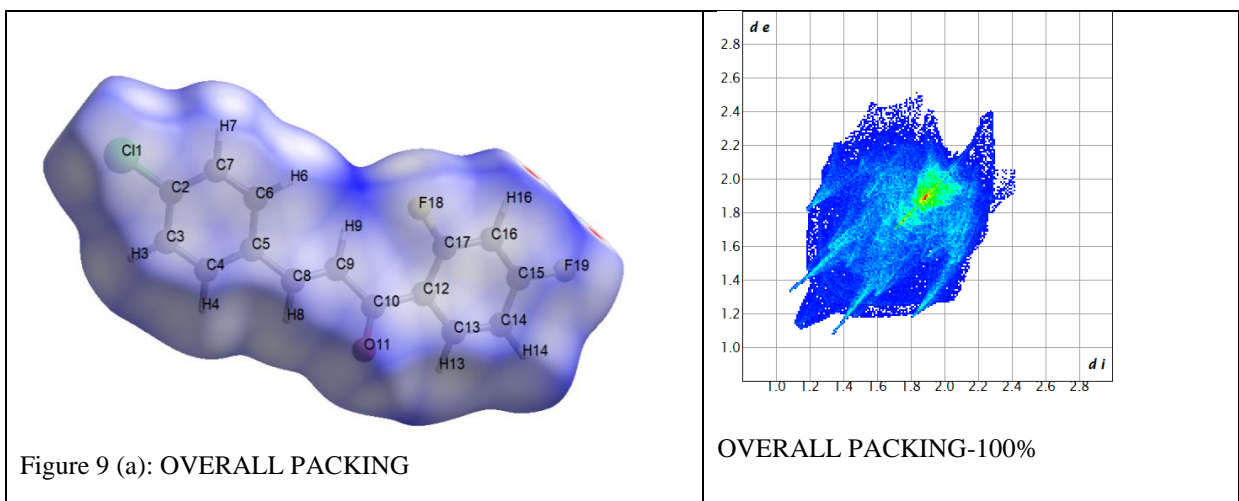 H7
Cl1
C7
C2
C6
H6
C3
C5
H3
C4
H4
C8
H8
H9
C9
C10
O11
F18
H16
C17
C16
C15
F19
C12
C13
C14
H13
H14
Figure 9 (a): OVERALL PACKING
d e
2.8
2.6
2.4
2.2
2.0
1.8
1.6
1.4
1.2
1.0
d i
1.0 1.2 1.4 1.6 1.8 2.0 2.2 2.4 2.6 2.8
OVERALL PACKING-100%